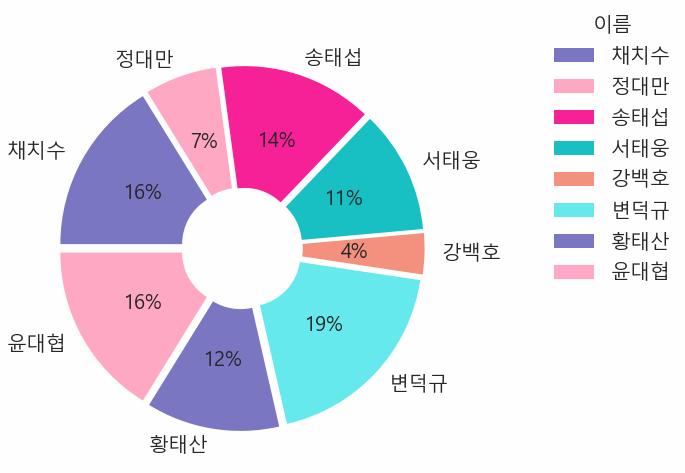 이름
채치수
정대만
송태섭
서태웅
강백호
변덕규
황태산
윤대협
정대만
송태섭
채치수
서태웅
강백호
윤대협
변덕규
황태산
7%
14%
16%
11%
4%
16%
19%
12%